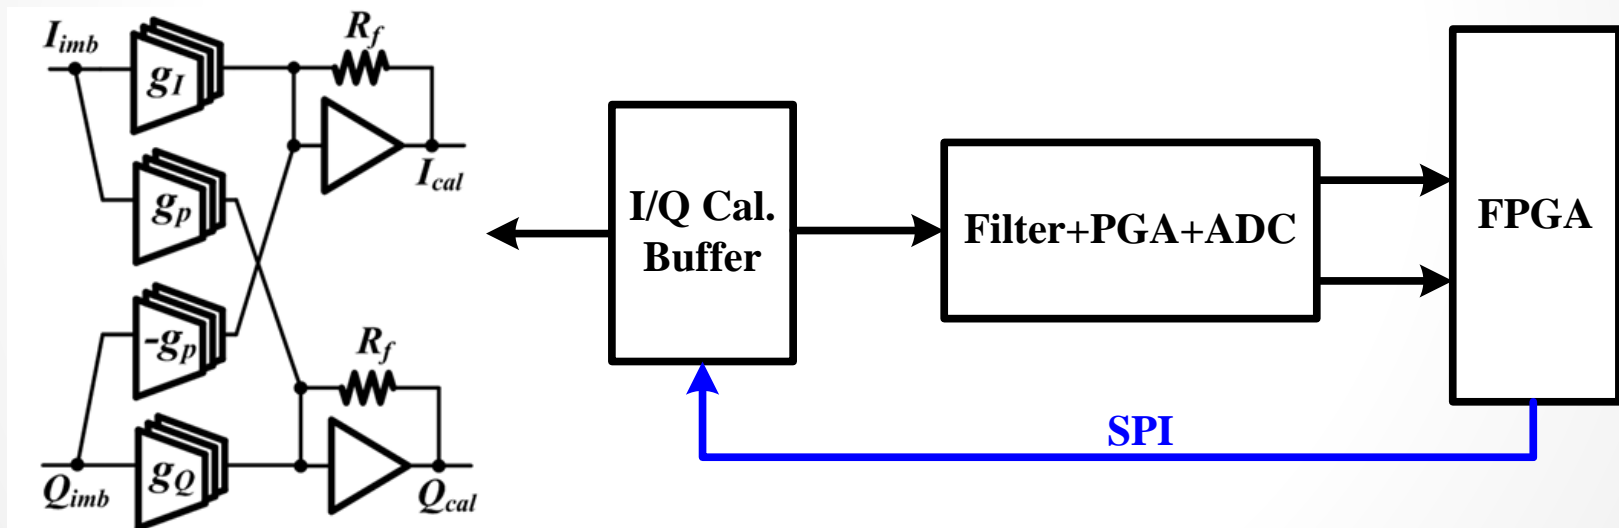 I_imb
g_I
R_f
I_cal
g_p
-g_p
R_f
Q_imb
g_Q
Q_cal
I/Q Cal.
Buffer
Filter+PGA+ADC
FPGA
SPI